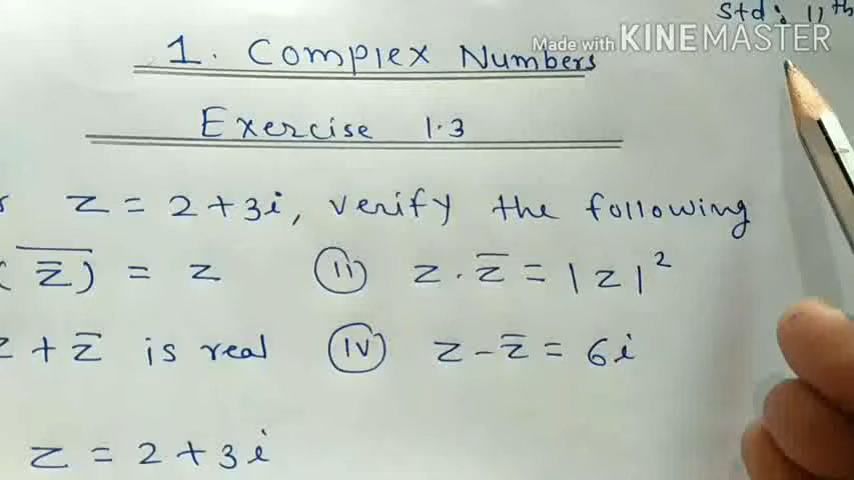 Std: 11th
Made with KINEMASTER
1. Complex Numbers
Exercise 1.3
z = 2 + 3i, verify the following
(z̅̅) = z (ii) z . z̅ = |z|²
z + z̅ is real (iv) z - z̅ = 6i
z = 2 + 3i